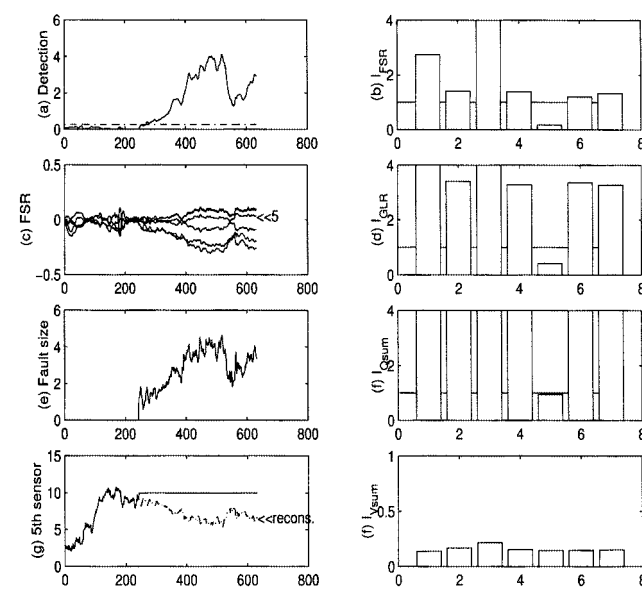 (a) Detection
6
4
2
0
0 200 400 600 800
(b) I_FSR
4
2
0
2 4 6 8
(c) FSR
0.5
0
−0.5
<<5
0 200 400 600 800
(d) I_GLR
4
2
0
2 4 6 8
(e) Fault size
6
4
2
0
0 200 400 600 800
(f) I_Qsum
4
2
0
0 2 4 6 8
(g) 5th sensor
15
10
5
0
<<recons.
0 200 400 600 800
(f) I_Vsum
1
0.5
0
0 2 4 6 8